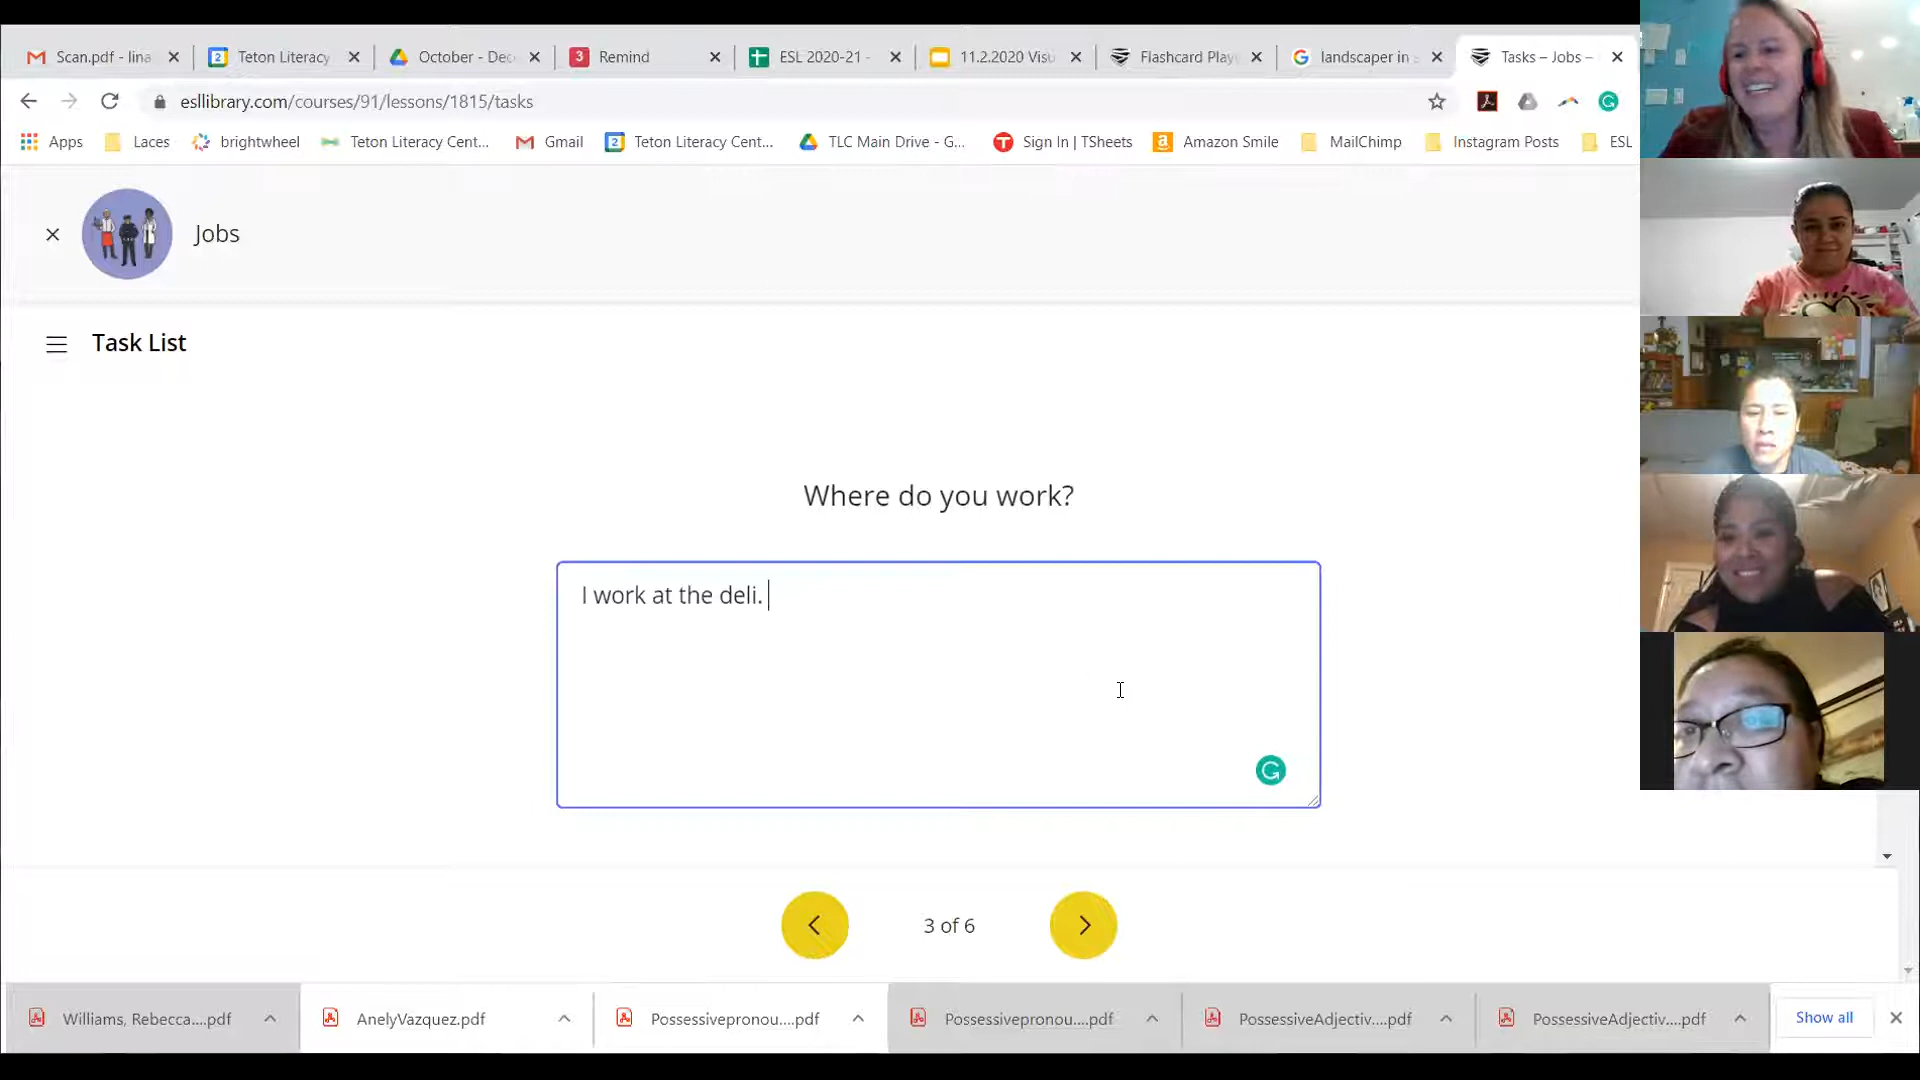 Scan.pdf - lina
Teton Literacy
October - Dec
Remind
ESL 2020-21 -
11.2.2020 Visu
Flashcard Play
landscaper in s
Tasks – Jobs –
esllibrary.com/courses/91/lessons/1815/tasks
Apps
Laces
brightwheel
Teton Literacy Cent...
Gmail
Teton Literacy Cent...
TLC Main Drive - G...
Sign In | TSheets
Amazon Smile
MailChimp
Instagram Posts
ESL
Jobs
Task List
Where do you work?
I work at the deli.
3 of 6
Williams, Rebecca....pdf
AnelyVazquez.pdf
Possessivepronou....pdf
Possessivepronou....pdf
PossessiveAdjectiv....pdf
PossessiveAdjectiv....pdf
Show all